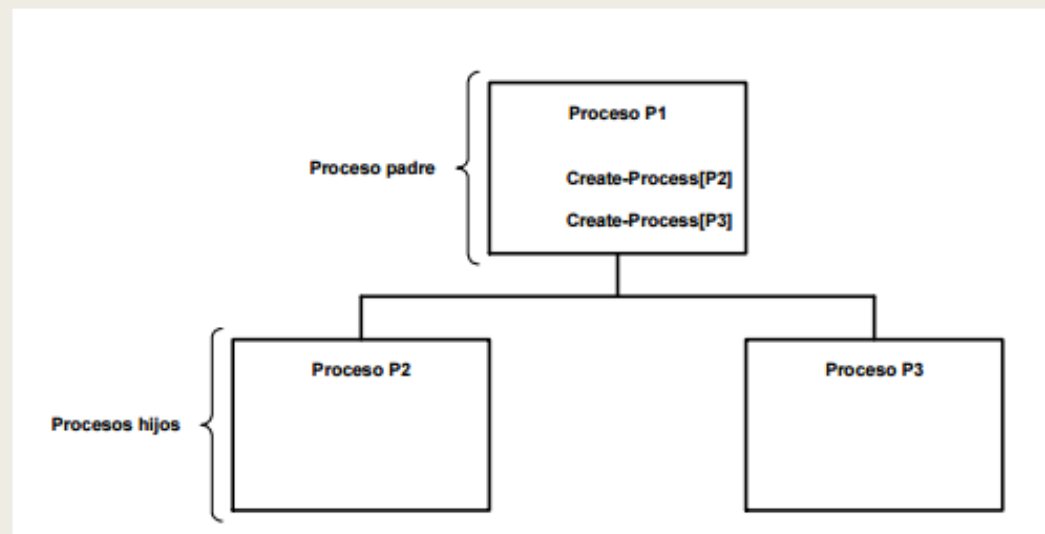 Proceso P1
Proceso padre
Create-Process[P2]
Create-Process[P3]
Proceso P2
Proceso P3
Procesos hijos